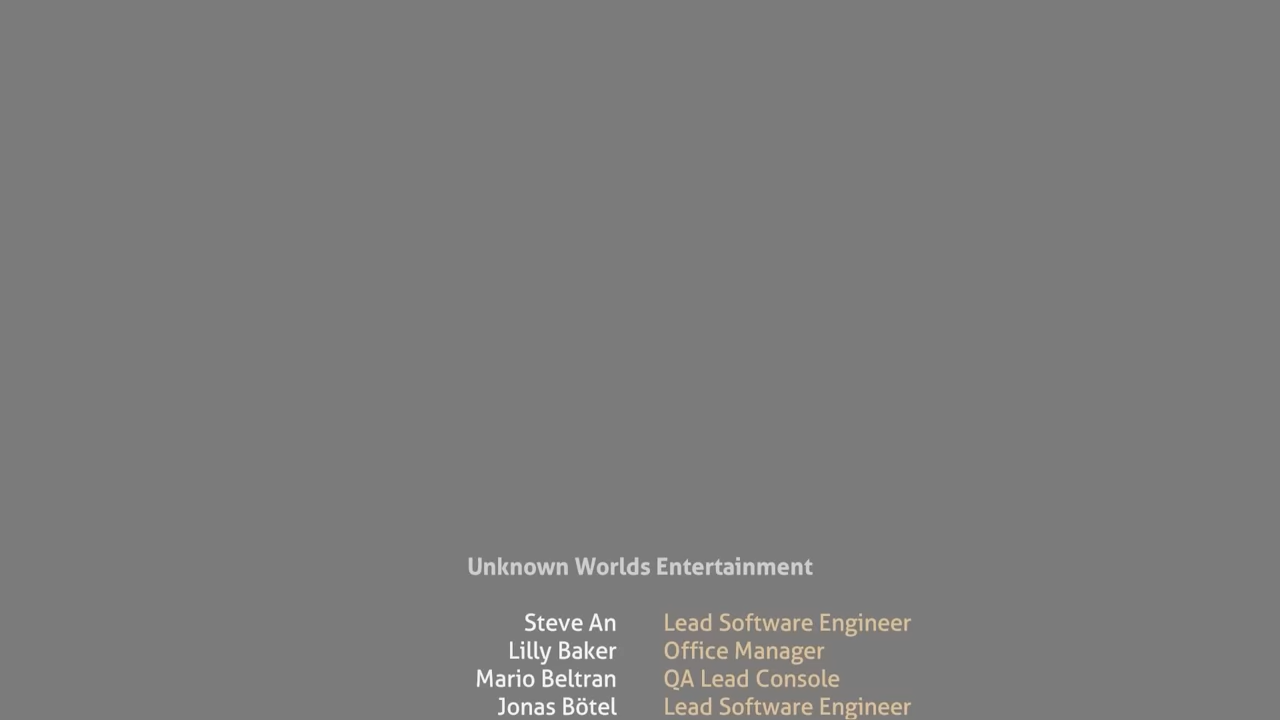 Unknown Worlds Entertainment
Steve An Lead Software Engineer
Lilly Baker Office Manager
Mario Beltran QA Lead Console
Jonas Bötel Lead Software Engineer